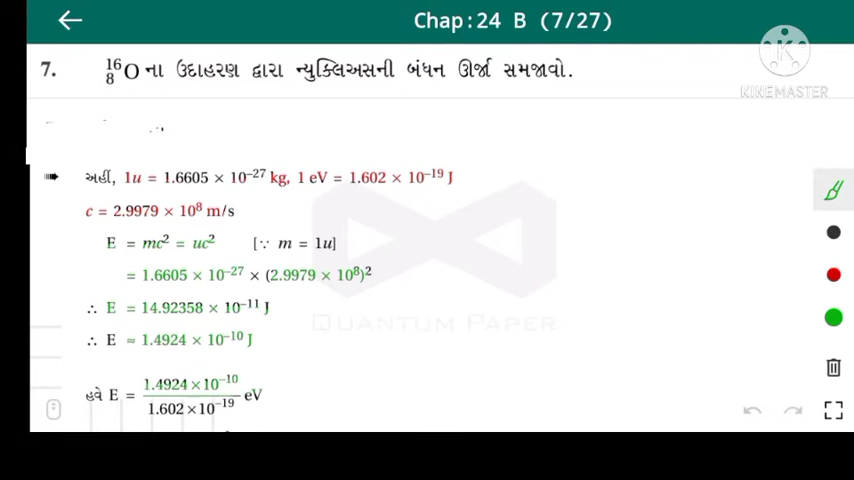 Chap:24 B (7/27)
7. ¹⁶₈O ના ઉદાહરણ દ્વારા ન્યુક્લિઅસની બંધન ઊર્જા સમજાવો.
KINEMASTER
➠ અહીં, 1u = 1.6605 × 10⁻²⁷ kg, 1 eV = 1.602 × 10⁻¹⁹ J
c = 2.9979 × 10⁸ m/s
E = mc² = uc² [∵ m = 1u]
= 1.6605 × 10⁻²⁷ × (2.9979 × 10⁸)²
∴ E = 14.92358 × 10⁻¹¹ J
QUANTUM PAPER
∴ E ≈ 1.4924 × 10⁻¹⁰ J
હવે E = 1.4924×10⁻¹⁰ / 1.602×10⁻¹⁹ eV